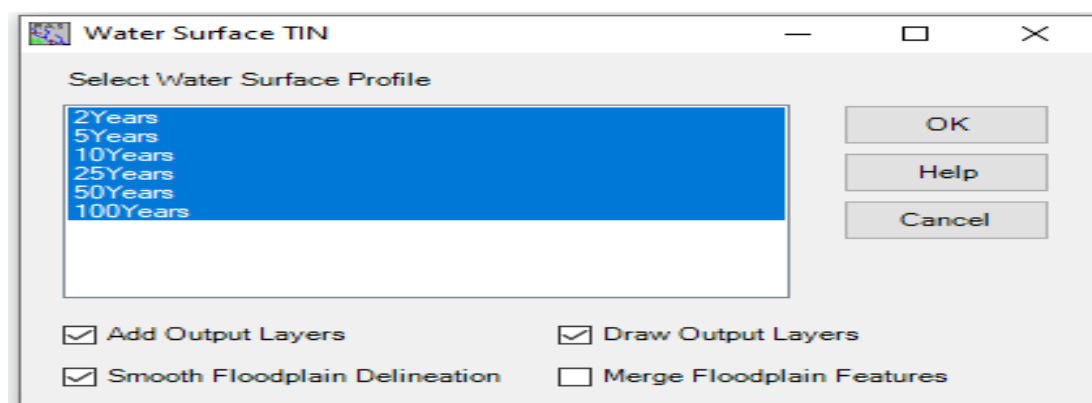 Water Surface TIN
Select Water Surface Profile
2Years
5Years
10Years
25Years
50Years
100Years
OK
Help
Cancel
Add Output Layers
Draw Output Layers
Smooth Floodplain Delineation
Merge Floodplain Features